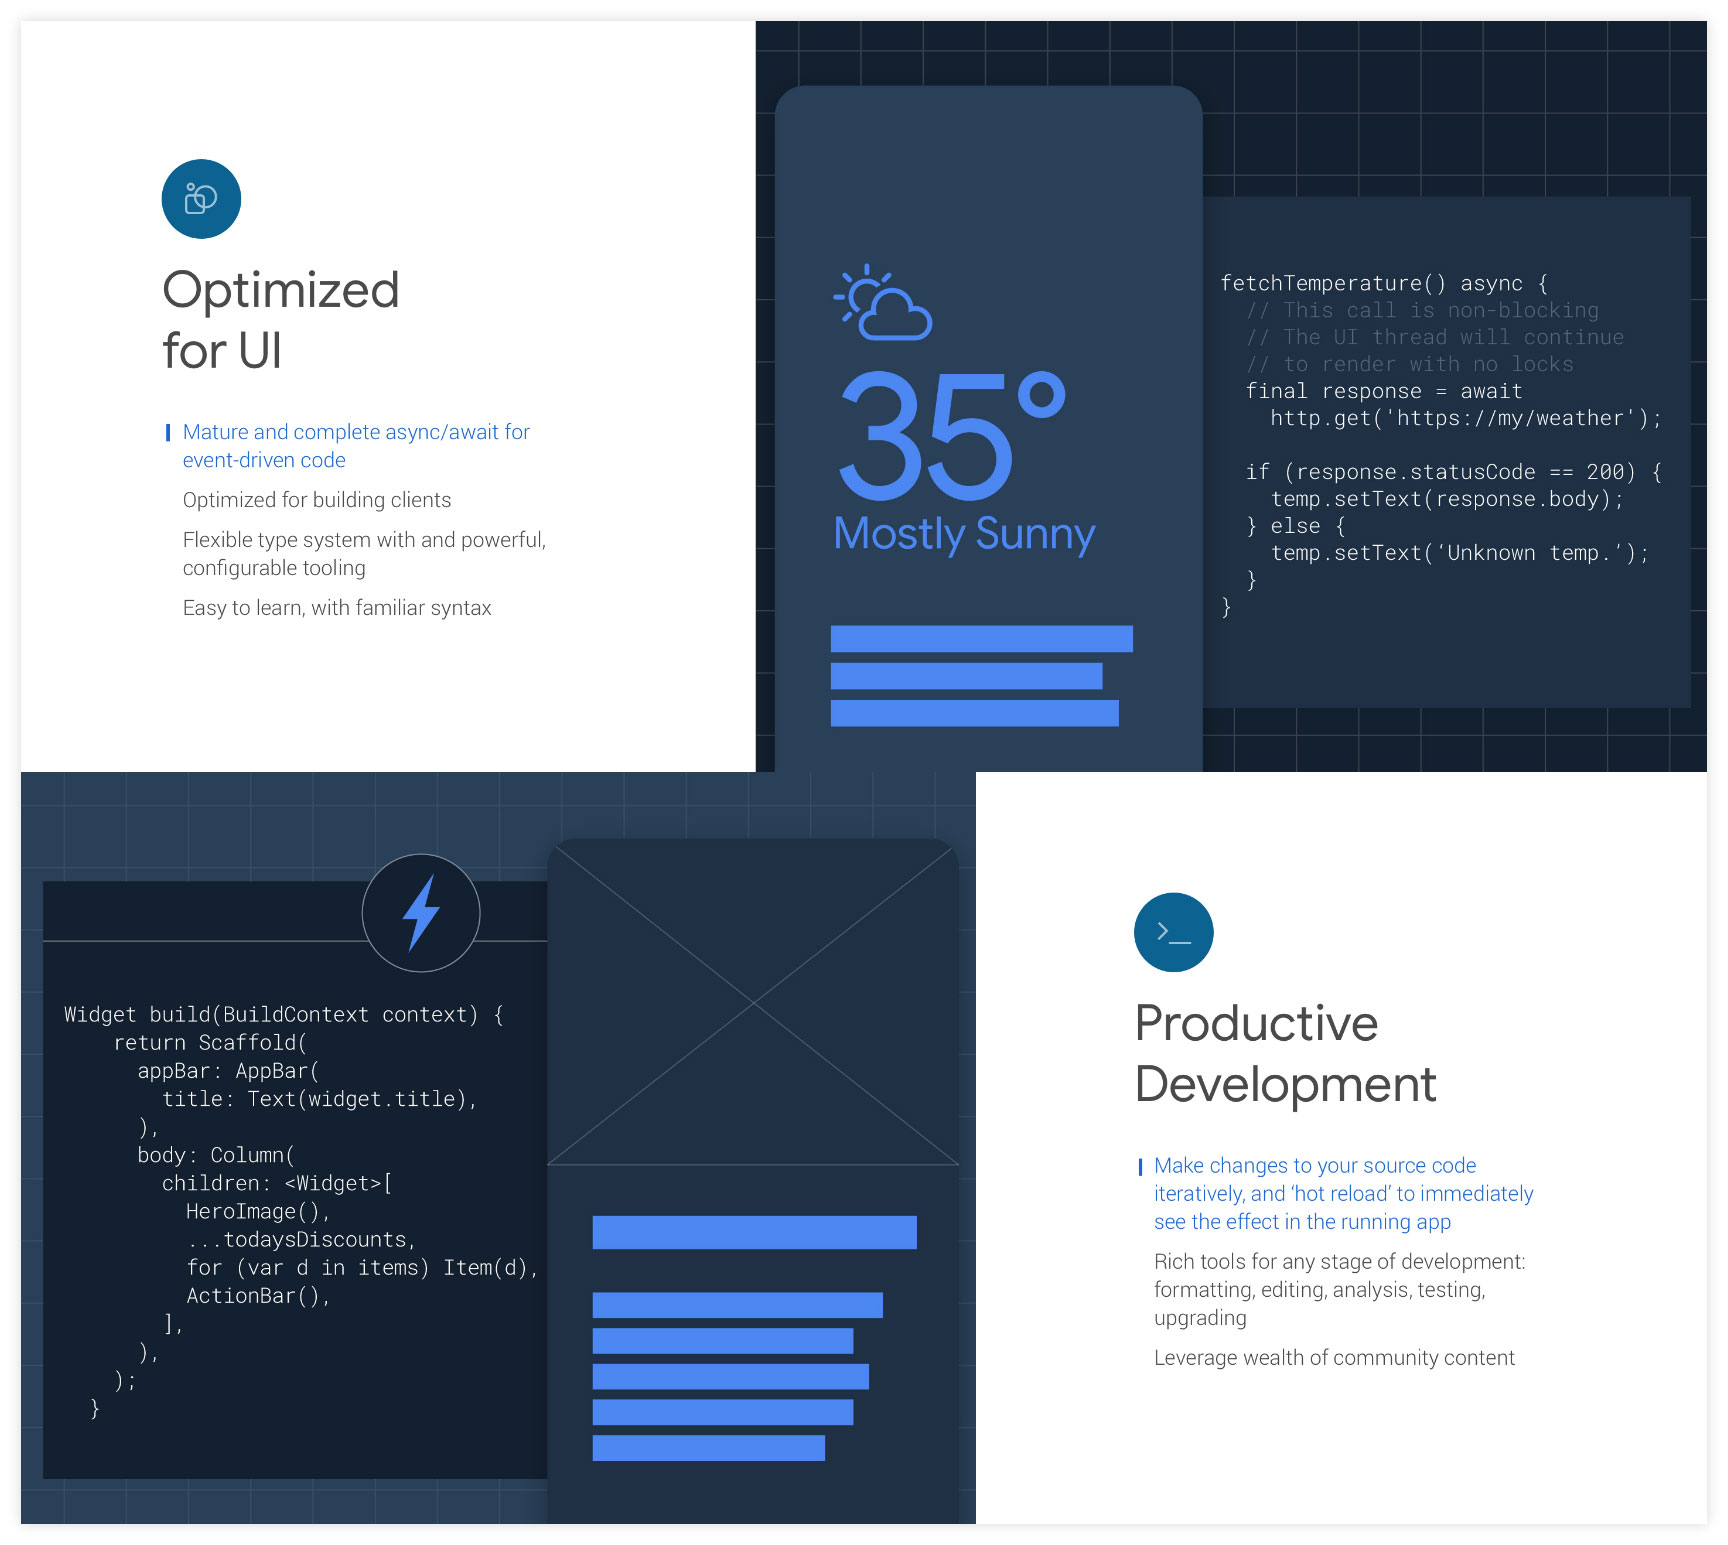 Optimized
for UI
Mature and complete async/await for
event-driven code
Optimized for building clients
Flexible type system with and powerful,
configurable tooling
Easy to learn, with familiar syntax
35°
Mostly Sunny
fetchTemperature() async {
  // This call is non-blocking
  // The UI thread will continue
  // to render with no locks
  final response = await
    http.get('https://my/weather');

  if (response.statusCode == 200) {
    temp.setText(response.body);
  } else {
    temp.setText(‘Unknown temp.’);
  }
}
Widget build(BuildContext context) {
    return Scaffold(
      appBar: AppBar(
        title: Text(widget.title),
      ),
      body: Column(
        children: <Widget>[
          HeroImage(),
          ...todaysDiscounts,
          for (var d in items) Item(d),
          ActionBar(),
        ],
      ),
    );
  }
Productive
Development
Make changes to your source code
iteratively, and ‘hot reload’ to immediately
see the effect in the running app
Rich tools for any stage of development:
formatting, editing, analysis, testing,
upgrading
Leverage wealth of community content